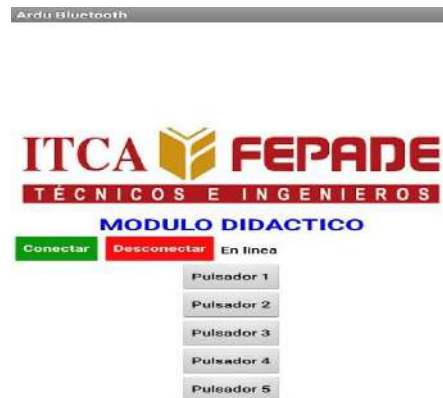 Ardu Bluetooth
ITCA FEPADE
TÉCNICOS E INGENIEROS
MODULO DIDACTICO
Conectar Desconectar En linea
Pulsador 1
Pulsador 2
Pulsador 3
Pulsador 4
Pulsador 5